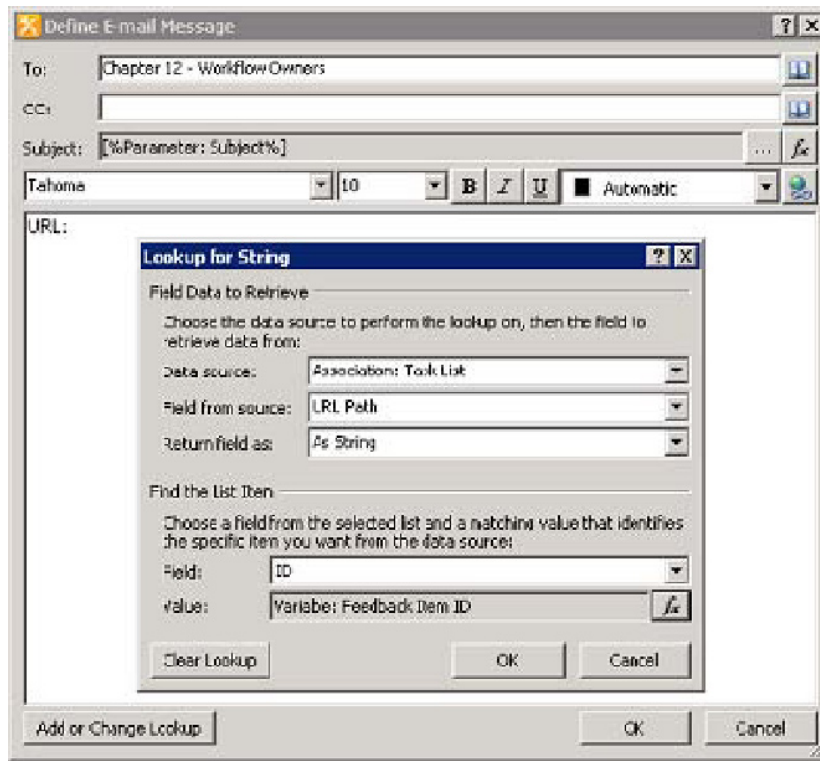 Define E-mail Message
To: Chapter 12 - Workflow Owners
CC:
Subject: [%Parameter: Subject%] ... fx
Tahoma 10 B I U Automatic
URL:
Lookup for String
Field Data to Retrieve
Choose the data source to perform the lookup on, then the field to
retrieve data from:
Data source: Association: Task List
Field from source: URL Path
Return field as: As String
Find the List Item
Choose a field from the selected list and a matching value that identifies
the specific item you want from the data source:
Field: ID
Value: Variable: Feedback Item ID fx
Clear Lookup OK Cancel
Add or Change Lookup OK Cancel